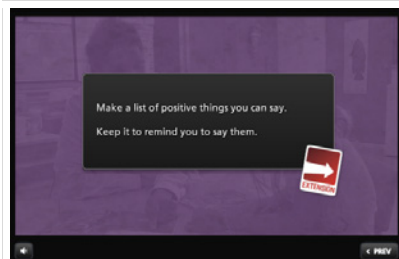 Make a list of positive things you can say.
Keep it to remind you to say them.
EXTENSION
< PREV